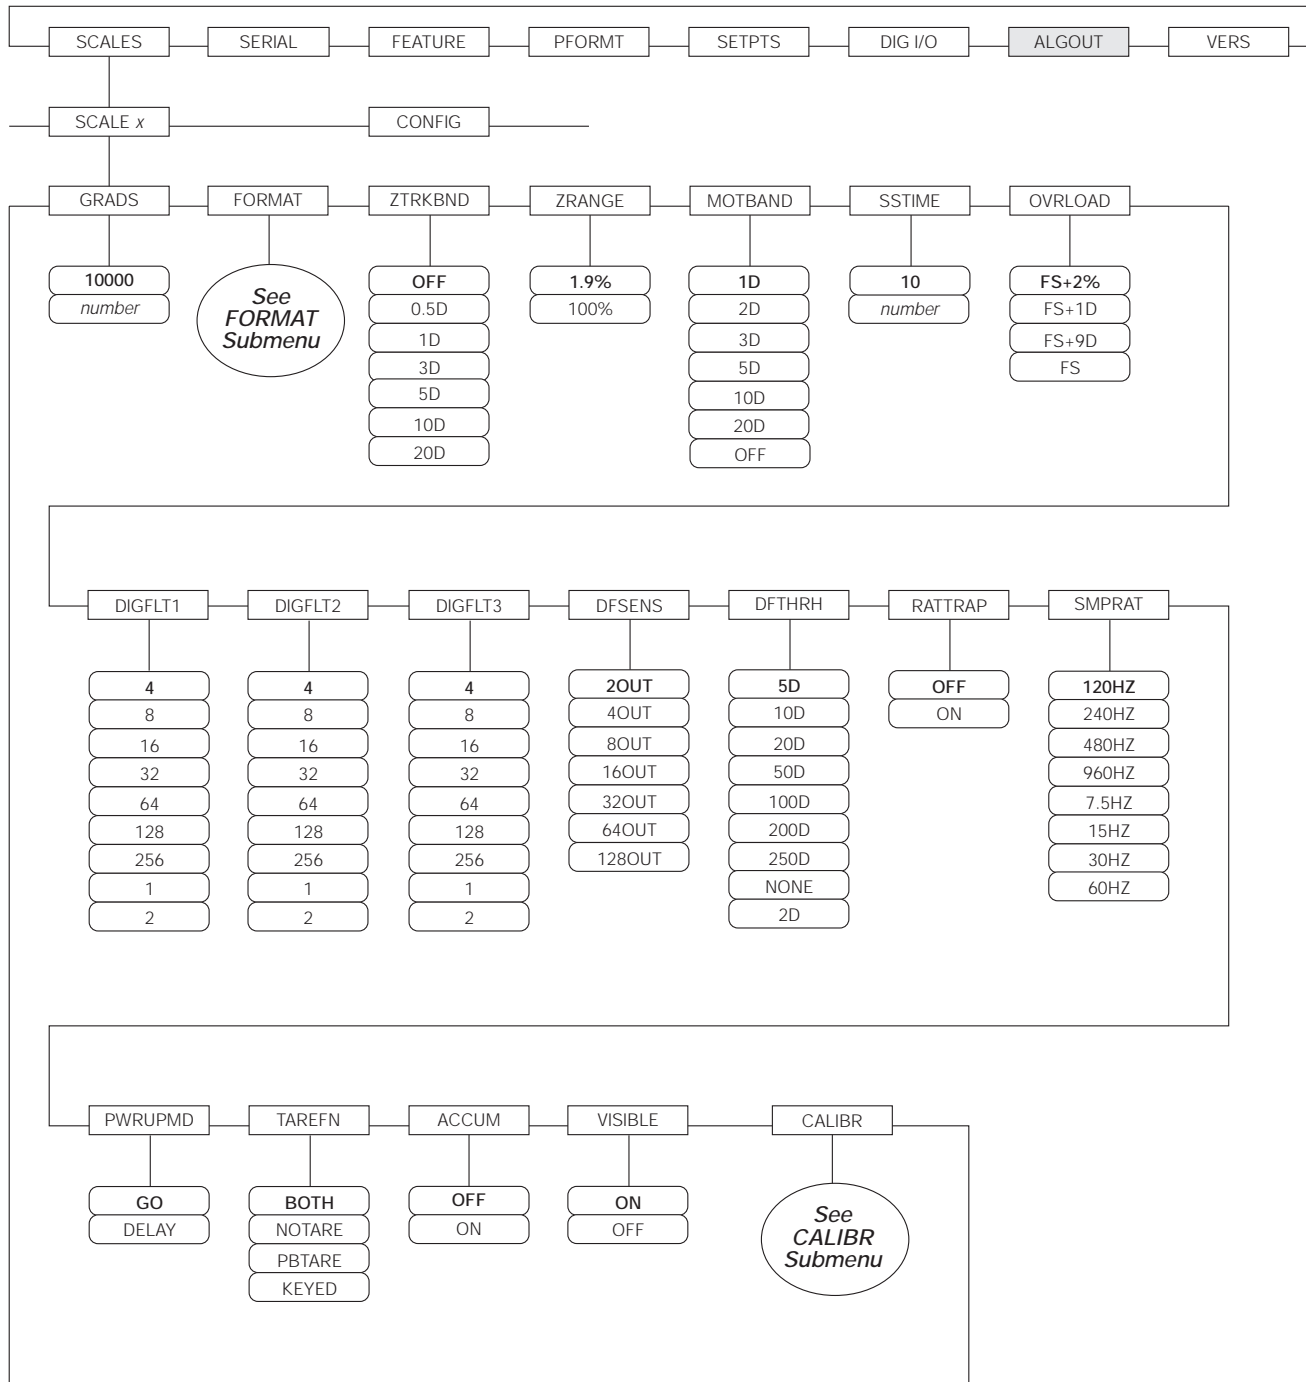 SCALES SERIAL FEATURE PFORMT SETPTS DIG I/O ALGOUT VERS
SCALE x CONFIG
GRADS FORMAT ZTRKBND ZRANGE MOTBAND SSTIME OVRLOAD
10000
number
See
FORMAT
Submenu
OFF
0.5D
1D
3D
5D
10D
20D
1.9%
100%
1D
2D
3D
5D
10D
20D
OFF
10
number
FS+2%
FS+1D
FS+9D
FS
DIGFLT1 DIGFLT2 DIGFLT3 DFSENS DFTHRH RATTRAP SMPRAT
4
8
16
32
64
128
256
1
2
4
8
16
32
64
128
256
1
2
4
8
16
32
64
128
256
1
2
2OUT
4OUT
8OUT
16OUT
32OUT
64OUT
128OUT
5D
10D
20D
50D
100D
200D
250D
NONE
2D
OFF
ON
120HZ
240HZ
480HZ
960HZ
7.5HZ
15HZ
30HZ
60HZ
PWRUPMD TAREFN ACCUM VISIBLE CALIBR
GO
DELAY
BOTH
NOTARE
PBTARE
KEYED
OFF
ON
ON
OFF
See
CALIBR
Submenu